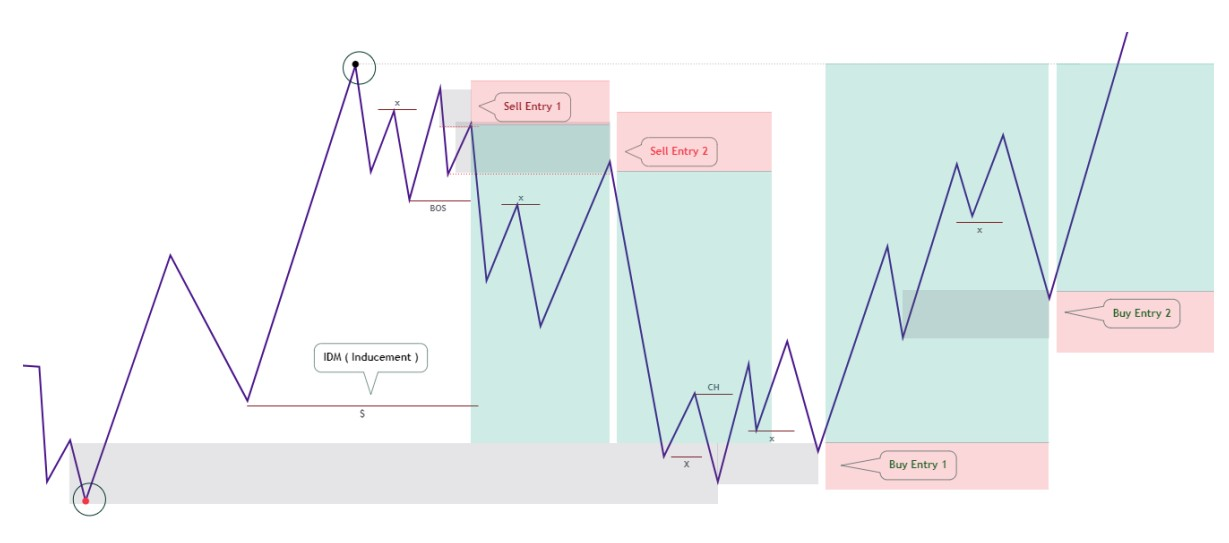 x
Sell Entry 1
Sell Entry 2
x
BOS
x
Buy Entry 2
IDM ( Inducement )
CH
$
x
X
Buy Entry 1